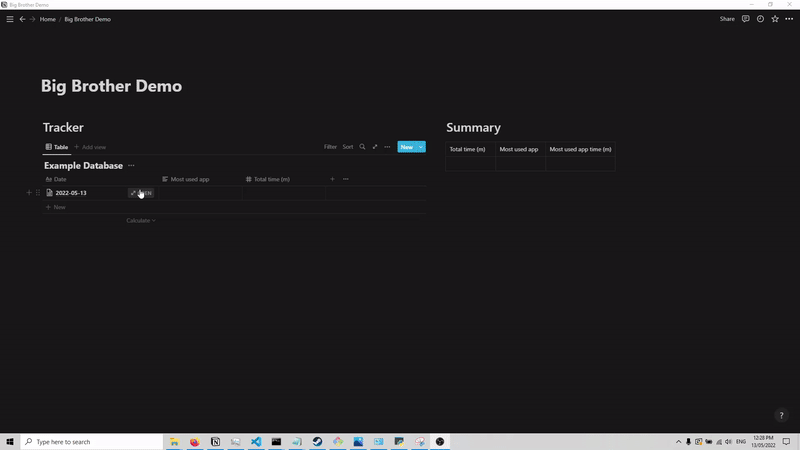 Big Brother Demo
Home / Big Brother Demo
Share
Big Brother Demo
Tracker
Table
Add view
Filter
Sort
New
Example Database
Aa Date
Most used app
Total time (m)
2022-05-13
New
Calculate
Summary
Total time (m)
Most used app
Most used app time (m)
?
Type here to search
ENG
12:28 PM
13/05/2022